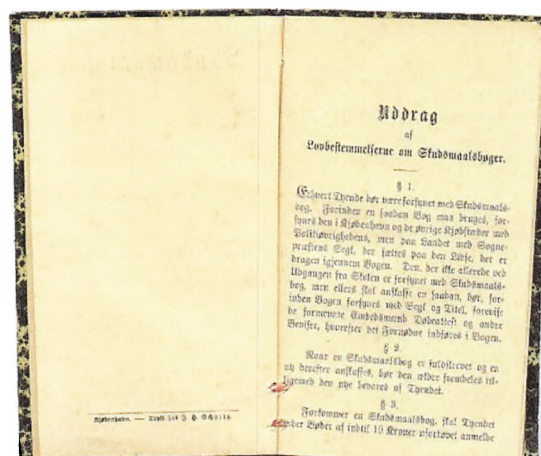 Kjøbenhavn. — Trykt hos J. H. Schultz.
Uddrag
af
Lovbestemmelserne om Skudsmaalsbøger.
§ 1.
Ethvert Tyende bør være forsynet med Skudsmaals-
bog. Forinden en saadan Bog maa bruges, for-
synes den i Kjøbenhavn og de øvrige Kjøbstæder med
Politiøvrighedens, men paa Landet med Sogne-
præstens Segl, der sættes paa den Lidse, der er
dragen igjennem Bogen. Den, der ikke allerede ved
Udgangen fra Skolen er forsynet med Skudsmaals-
bog, men ellers skal anskaffe en saadan, bør, for-
inden Bogen forsynes med Segl og Titel, forevise
de fornævnte Embedsmænd Døbeattest og andre
Beviser, hvorefter det Fornødne indføres i Bogen.
§ 2.
Naar en Skudsmaalsbog er fuldskrevet og en
ny derefter anskaffes, bør den ældre fremdeles til-
ligemed den nye bevares af Tyendet.
§ 3.
Forkommer en Skudsmaalsbog, skal Tyendet
under Bøder af indtil 10 Kroner ufortøvet anmelde